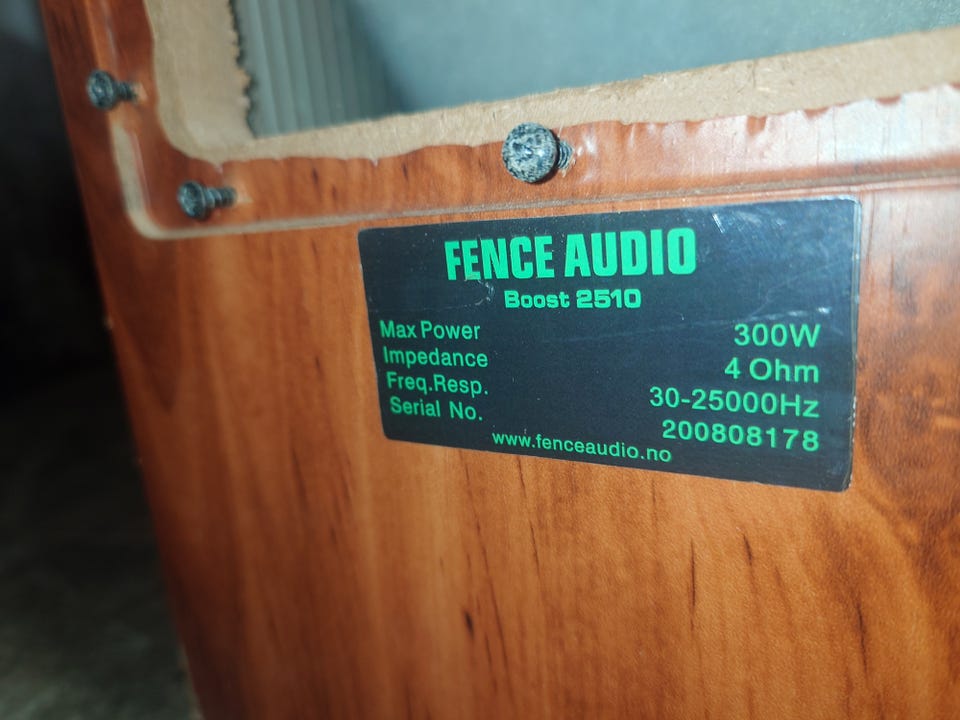 FENCE AUDIO
Boost 2510
Max Power 300W
Impedance 4 Ohm
Freq.Resp. 30-25000Hz
Serial No. 200808178
www.fenceaudio.no